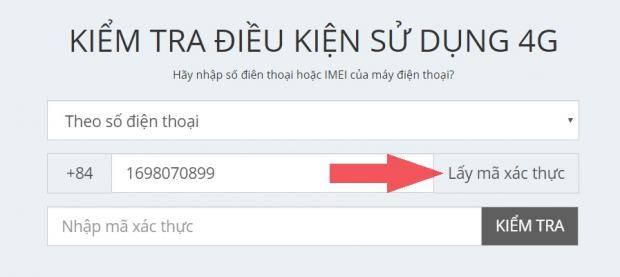 KIỂM TRA ĐIỀU KIỆN SỬ DỤNG 4G
Hãy nhập số điên thoại hoặc IMEI của máy điện thoại?
Theo số điện thoại
+84 1698070899 Lấy mã xác thực
Nhập mã xác thực KIỂM TRA